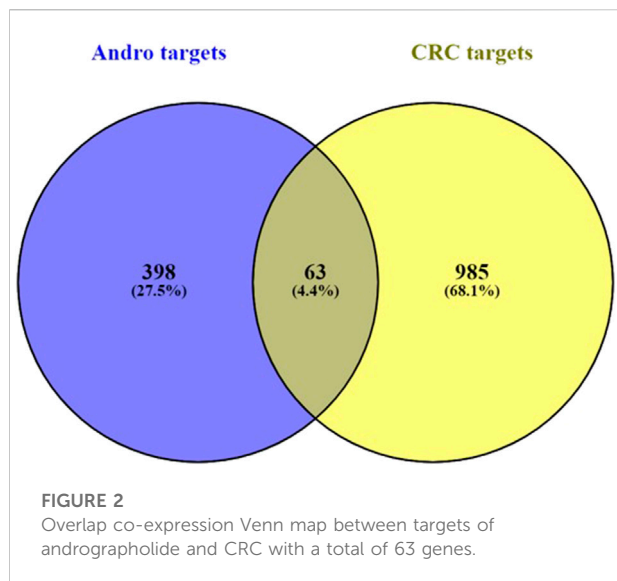 Andro targets CRC targets
398 63 985
(27.5%) (4.4%) (68.1%)
FIGURE 2
Overlap co-expression Venn map between targets of
andrographolide and CRC with a total of 63 genes.